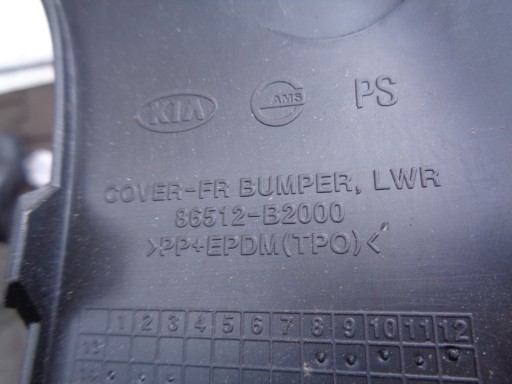 KIA AMS PS
COVER-FR BUMPER, LWR
86512-B2000
>PP+EPDM(TPO)<
1 2 3 4 5 6 7 8 9 10 11 12
13